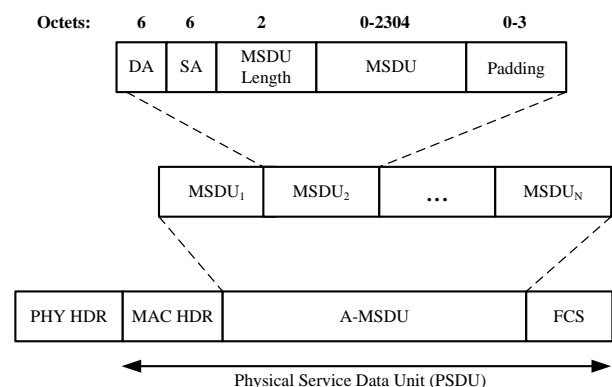 Octets: 6 6 2 0-2304 0-3
DA SA MSDU Length MSDU Padding
MSDU1 MSDU2 ... MSDUN
PHY HDR MAC HDR A-MSDU FCS
Physical Service Data Unit (PSDU)